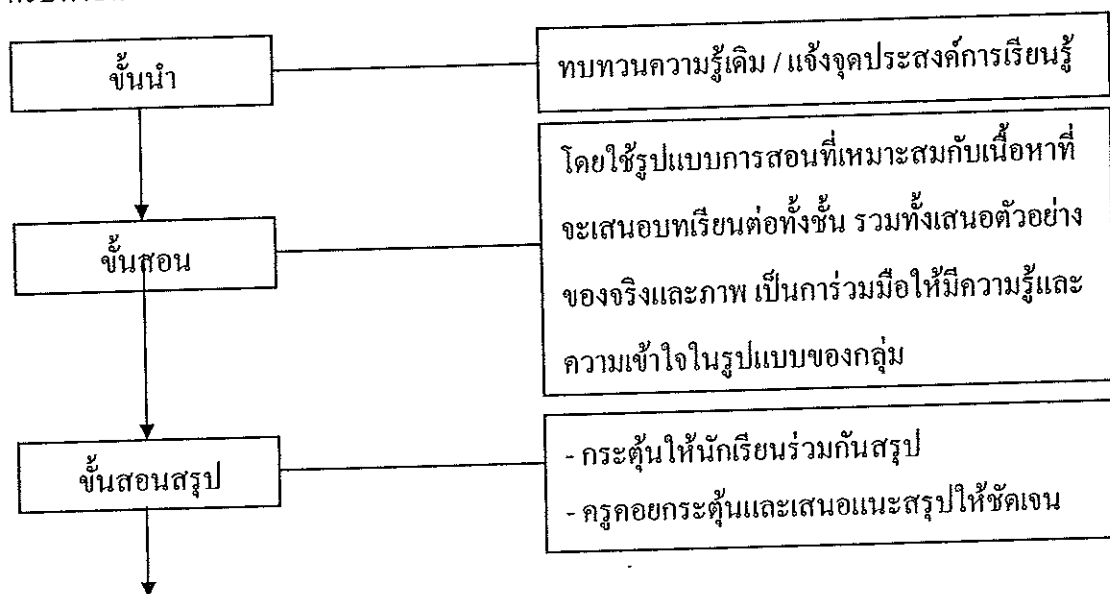 ขั้นนำ
ทบทวนความรู้เดิม / แจ้งจุดประสงค์การเรียนรู้
โดยใช้รูปแบบการสอนที่เหมาะสมกับเนื้อหาที่
จะเสนอบทเรียนต่อทั้งชั้น รวมทั้งเสนอตัวอย่าง
ของจริงและภาพ เป็นการ่วมมือให้มีความรู้และ
ความเข้าใจในรูปแบบของกลุ่ม
ขั้นสอน
ขั้นสอนสรุป
- กระตุ้นให้นักเรียนร่วมกันสรุป
- ครูคอยกระตุ้นและเสนอแนะสรุปให้ชัดเจน